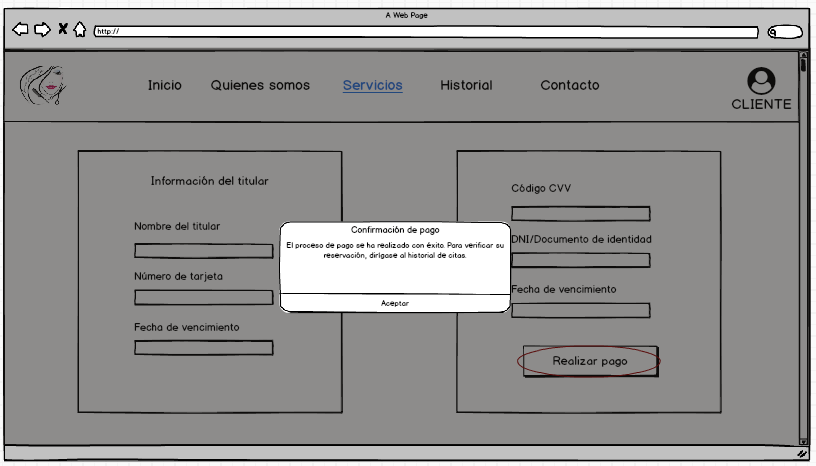 A Web Page
http://
Inicio
Quienes somos
Servicios
Historial
Contacto
CLIENTE
Información del titular
Nombre del titular
Número de tarjeta
Fecha de vencimiento
Confirmación de pago
El proceso de pago se ha realizado con éxito. Para verificar su
reservación, dirígase al historial de citas.
Aceptar
Código CVV
DNI/Documento de identidad
Fecha de vencimiento
Realizar pago